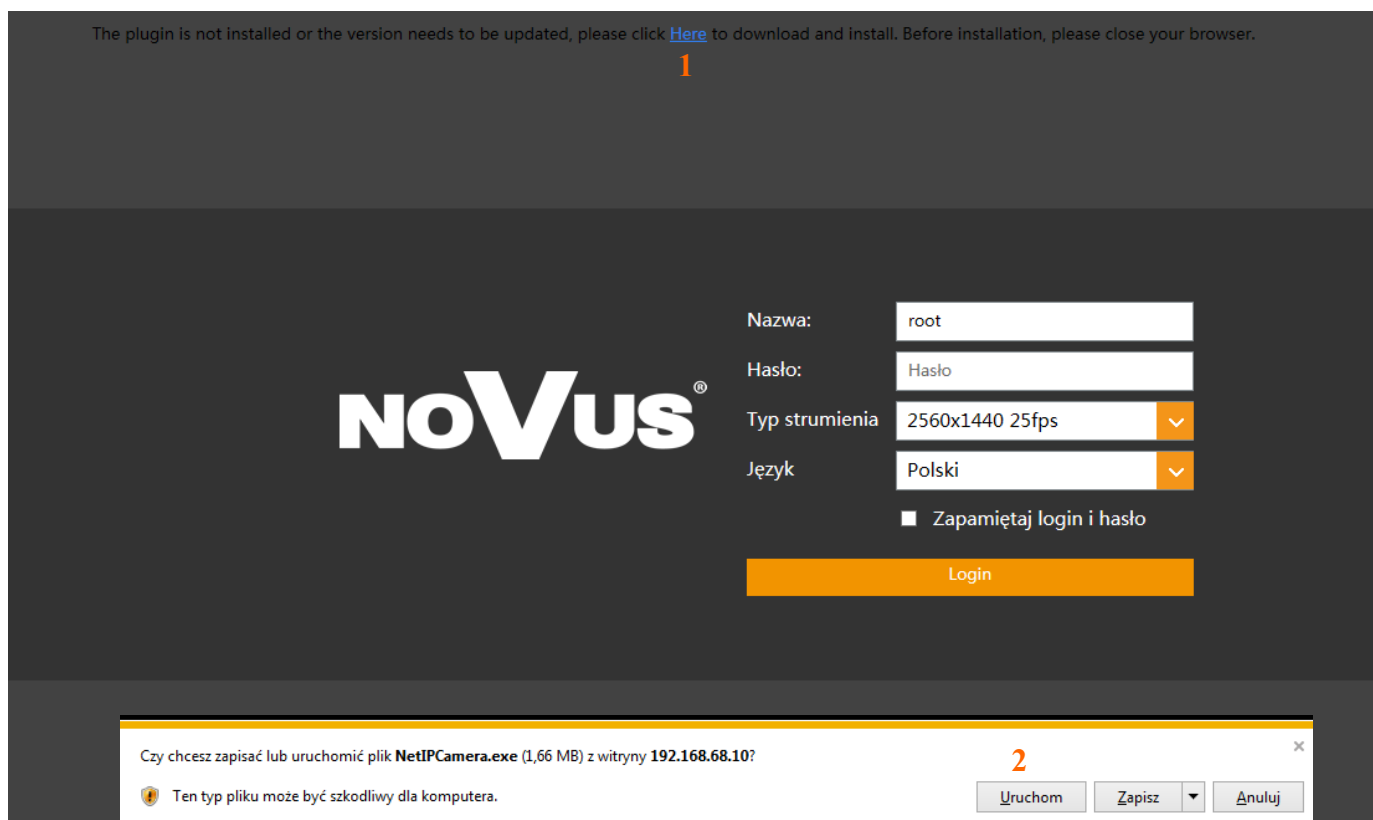 The plugin is not installed or the version needs to be updated, please click Here to download and install. Before installation, please close your browser.
1
Nazwa:
root
Hasło:
Hasło
NOVUS®
Typ strumienia
2560x1440 25fps
Język
Polski
Zapamiętaj login i hasło
Login
Czy chcesz zapisać lub uruchomić plik NetIPCamera.exe (1,66 MB) z witryny 192.168.68.10?
2
×
Ten typ pliku może być szkodliwy dla komputera.
Uruchom
Zapisz
Anuluj